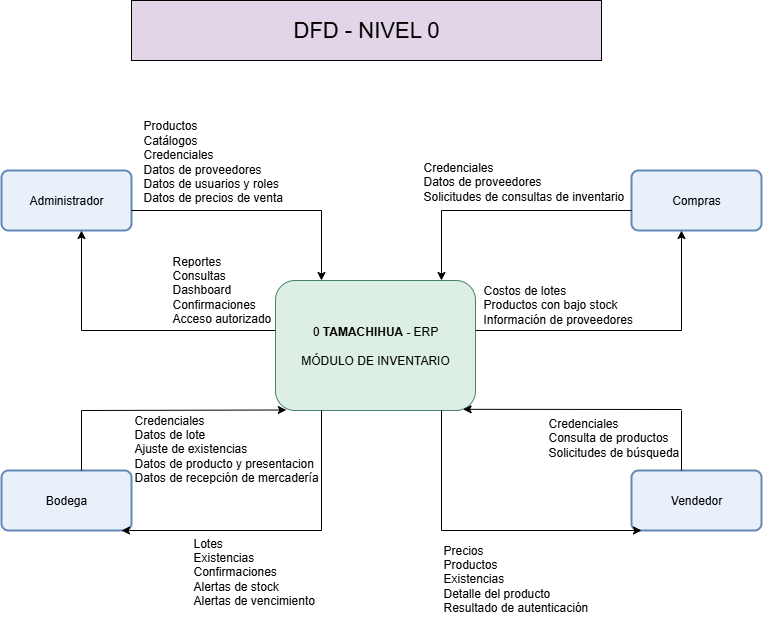 DFD - NIVEL 0
Productos
Catálogos
Credenciales
Datos de proveedores
Datos de usuarios y roles
Datos de precios de venta
Credenciales
Datos de proveedores
Solicitudes de consultas de inventario
Administrador
Compras
Reportes
Consultas
Dashboard
Confirmaciones
Acceso autorizado
Costos de lotes
Productos con bajo stock
Información de proveedores
0 TAMACHIHUA - ERP
MÓDULO DE INVENTARIO
Credenciales
Datos de lote
Ajuste de existencias
Datos de producto y presentacion
Datos de recepción de mercadería
Credenciales
Consulta de productos
Solicitudes de búsqueda
Bodega
Vendedor
Lotes
Existencias
Confirmaciones
Alertas de stock
Alertas de vencimiento
Precios
Productos
Existencias
Detalle del producto
Resultado de autenticación